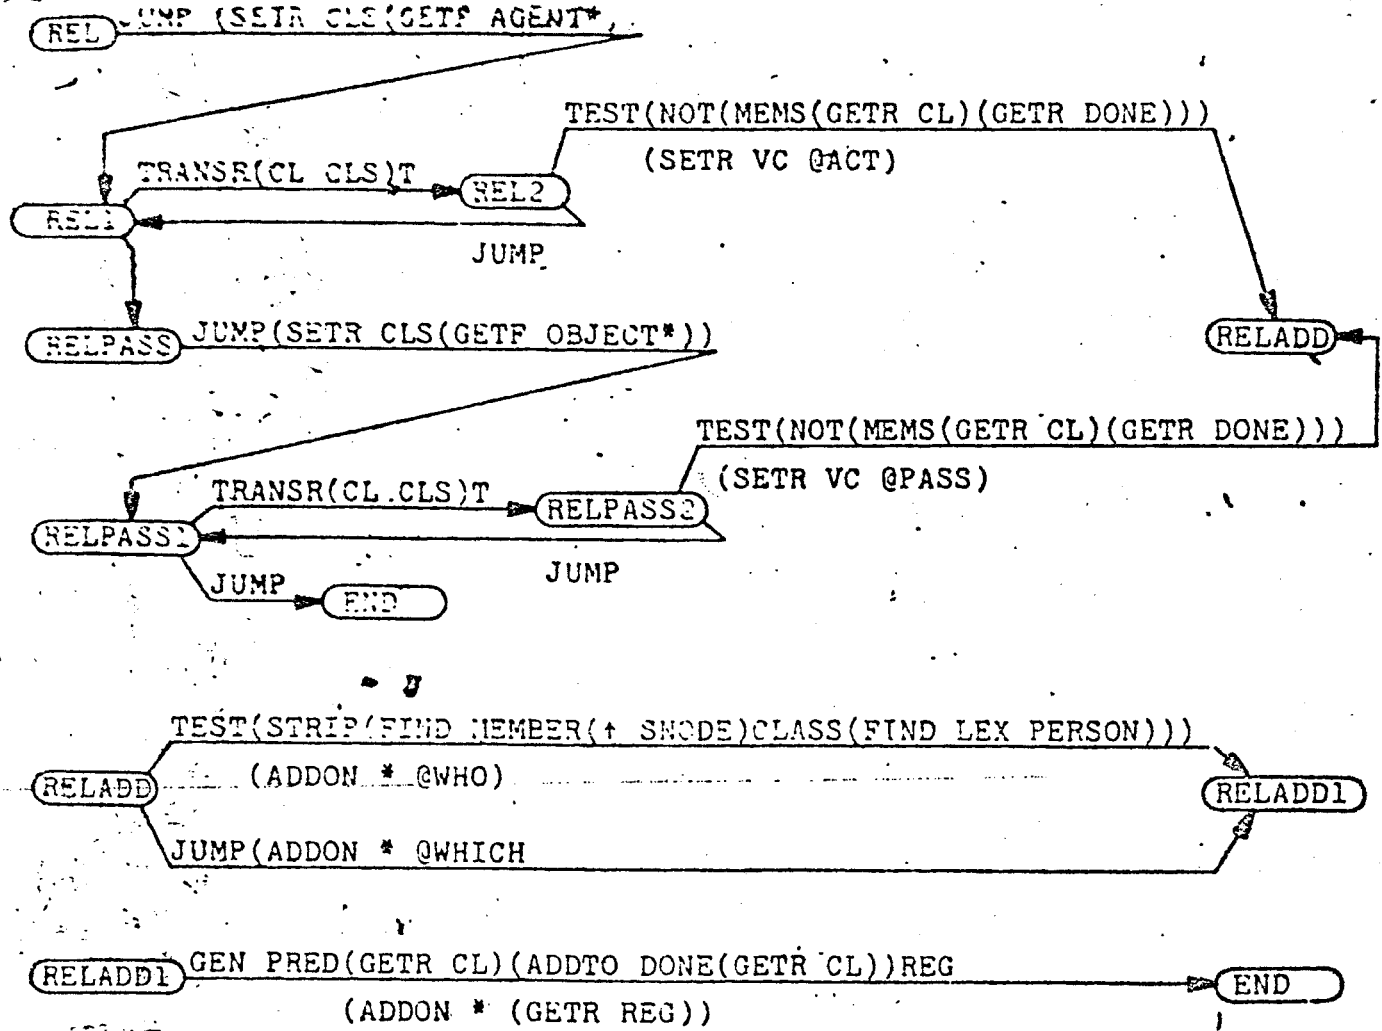 REL JUMP (SETR CLS(GETF AGENT*)
TEST(NOT(MEMS(GETR CL)(GETR DONE)))
(SETR VC @ACT)
TRANSR(CL CLS)T REL2
REL1
JUMP
RELPASS JUMP(SETR CLS(GETF OBJECT*))
RELADD
TEST(NOT(MEMS(GETR CL)(GETR DONE)))
(SETR VC @PASS)
TRANSR(CL CLS)T RELPASS2
RELPASS1
JUMP
JUMP END
TEST(STRIP(FIND MEMBER(↑ SNODE)CLASS(FIND LEX PERSON)))
(ADDON * @WHO)
RELADD RELADD1
JUMP(ADDON * @WHICH
RELADD1 GEN PRED(GETR CL)(ADDTO DONE(GETR CL))REG END
(ADDON * (GETR REG))